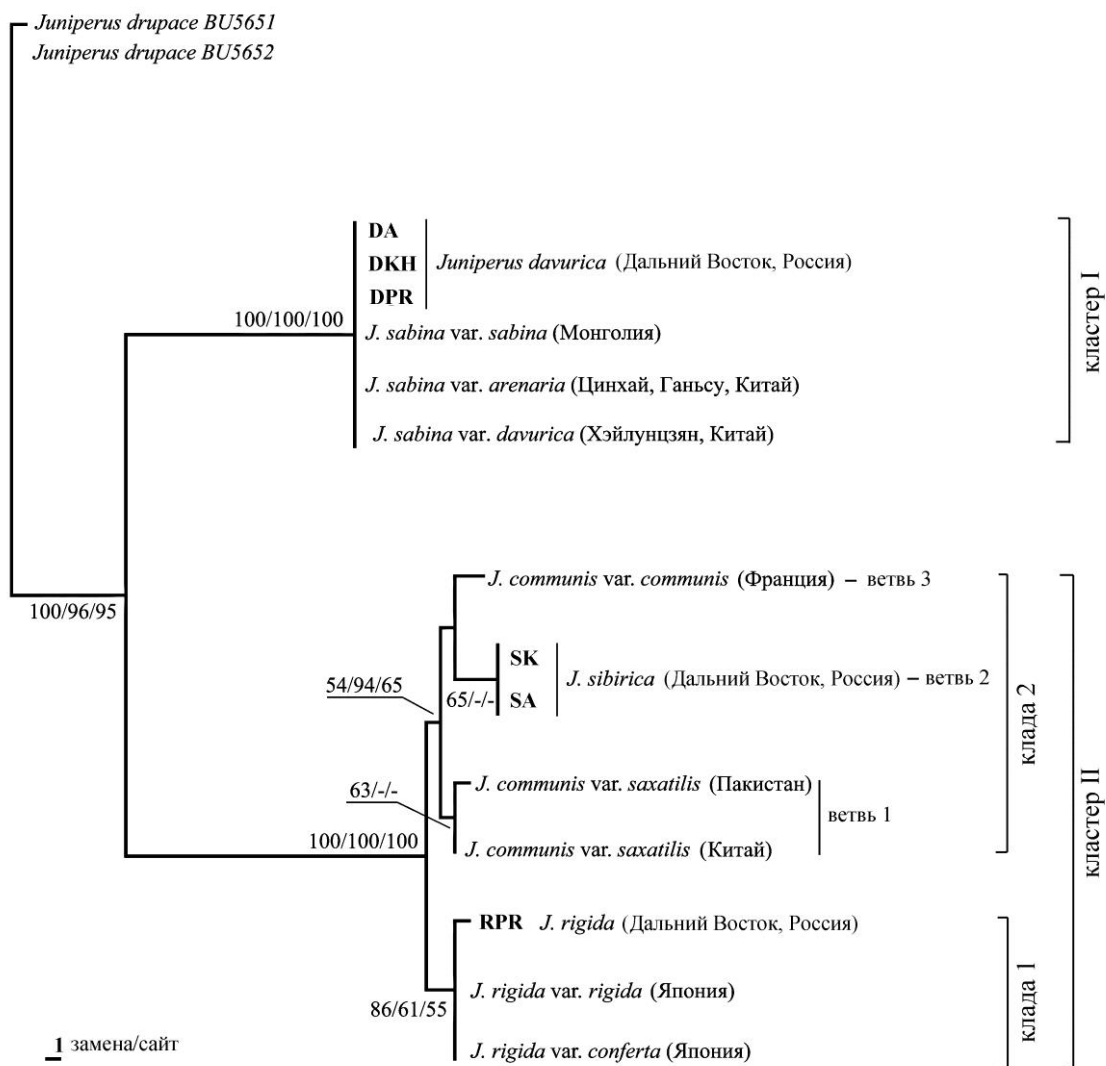 Juniperus drupace BU5651
Juniperus drupace BU5652
DA
DKH
DPR
Juniperus davurica (Дальний Восток, Россия)
100/100/100
J. sabina var. sabina (Монголия)
J. sabina var. arenaria (Цинхай, Ганьсу, Китай)
J. sabina var. davurica (Хэйлунцзян, Китай)
кластер I
100/96/95
J. communis var. communis (Франция) – ветвь 3
54/94/65
SK
SA
J. sibirica (Дальний Восток, Россия) – ветвь 2
65/-/-
63/-/-
J. communis var. saxatilis (Пакистан)
J. communis var. saxatilis (Китай)
ветвь 1
клада 2
кластер II
100/100/100
RPR J. rigida (Дальний Восток, Россия)
J. rigida var. rigida (Япония)
86/61/55
J. rigida var. conferta (Япония)
клада 1
1 замена/сайт